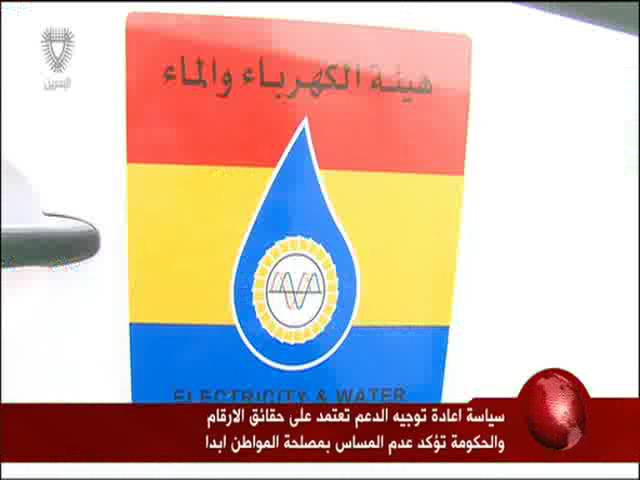 البحرين
هيئة الكهرباء والماء
ELECTRICITY & WATER
سياسة اعادة توجيه الدعم تعتمد على حقائق الارقام
والحكومة تؤكد عدم المساس بمصلحة المواطن ابدا